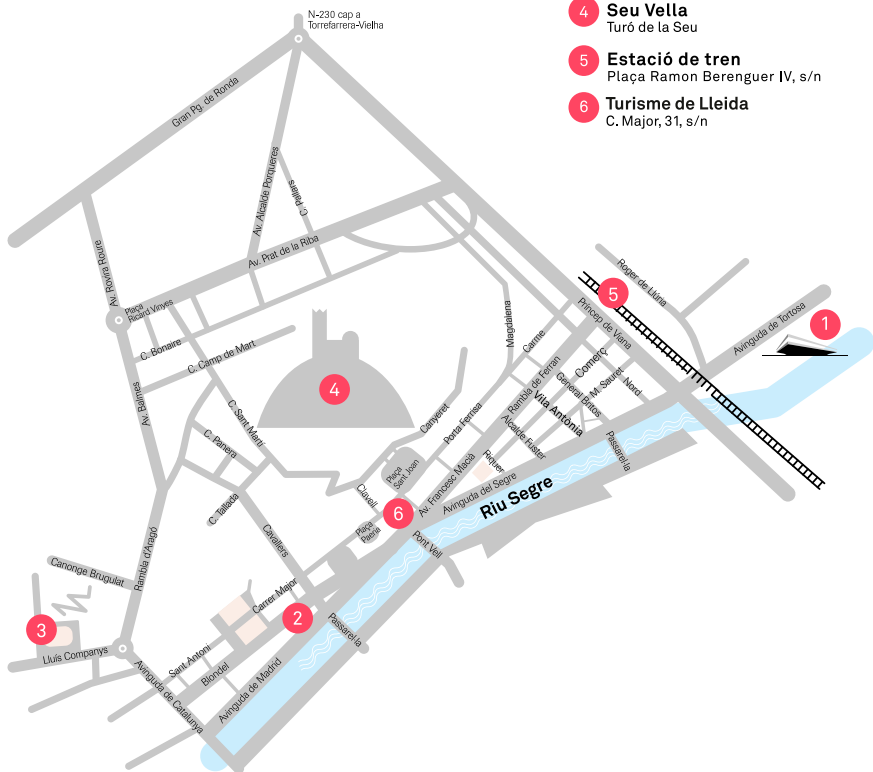 N-230 cap a
Torrefarrera-Vielha
4
Seu Vella
Turó de la Seu
5
Estació de tren
Plaça Ramon Berenguer IV, s/n
6
Turisme de Lleida
C. Major, 31, s/n
Gran Pg. de Ronda
Av. Alcalde Porqueres
C. Pallars
Av. Rovira Roure
Av. Prat de la Riba
Plaça
Ricard Vinyes
C. Bonaire
C. Camp de Mart
Av. Balmes
C. Sant Martí
C. Panera
C. Tallada
Cavallers
Rambla d'Aragó
Canonge Brugulat
3
Lluís Companys
Avinguda de Catalunya
Sant Antoni
Carrer Major
Blondel
Avinguda de Madrid
2
Passarel·la
4
Canyeret
Clavell
Plaça
Sant Joan
Plaça
Paeria
6
Pont Vell
Magdalena
Carme
Porta Ferrisa
Rambla de Ferran
Av. Francesc Macià
Riquer
Alcalde Fuster
Vila Antònia
General Britos
Comerç
M. Sauret
Nord
Passarel·la
Avinguda del Segre
Riu Segre
Príncep de Viana
5
Roger de Llúria
Avinguda de Tortosa
1